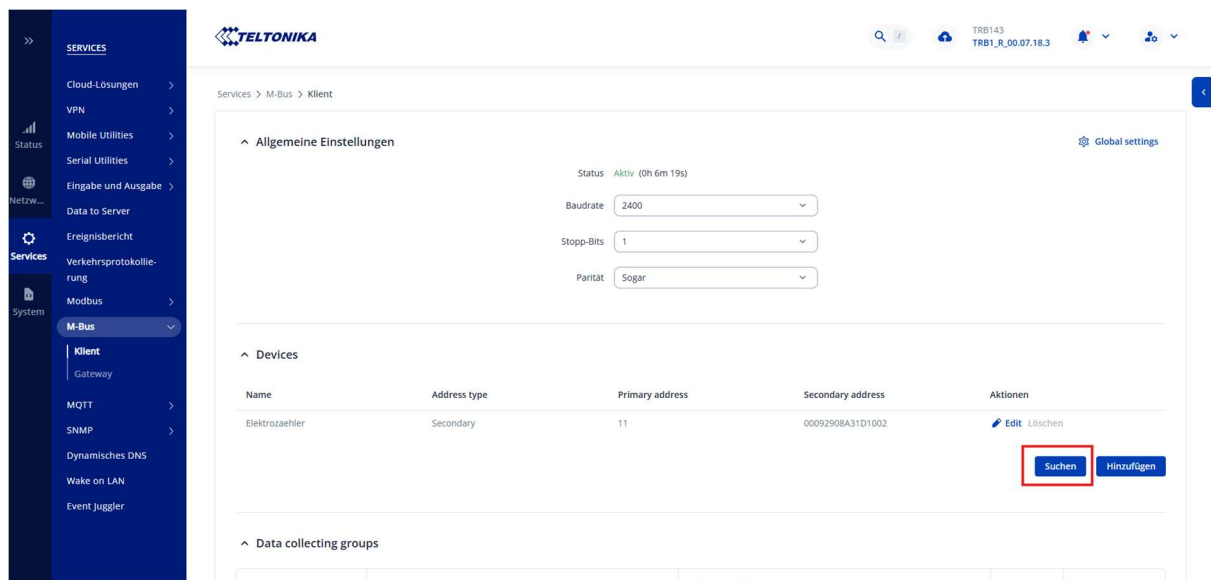 SERVICES
TELTONIKA
/
TRB143
TRB1_R_00.07.18.3
Cloud-Lösungen
VPN
Mobile Utilities
Serial Utilities
Eingabe und Ausgabe
Data to Server
Ereignisbericht
Verkehrsprotokollie-
rung
Modbus
M-Bus
Klient
Gateway
MQTT
SNMP
Dynamisches DNS
Wake on LAN
Event Juggler
Status
Netzw...
Services
System
Services > M-Bus > Klient
Allgemeine Einstellungen
Global settings
Status Aktiv (0h 6m 19s)
Baudrate 2400
Stopp-Bits 1
Parität Sogar
Devices
Name Address type Primary address Secondary address Aktionen
Elektrozaehler Secondary 11 00092908A31D1002 Edit Löschen
Suchen Hinzufügen
Data collecting groups